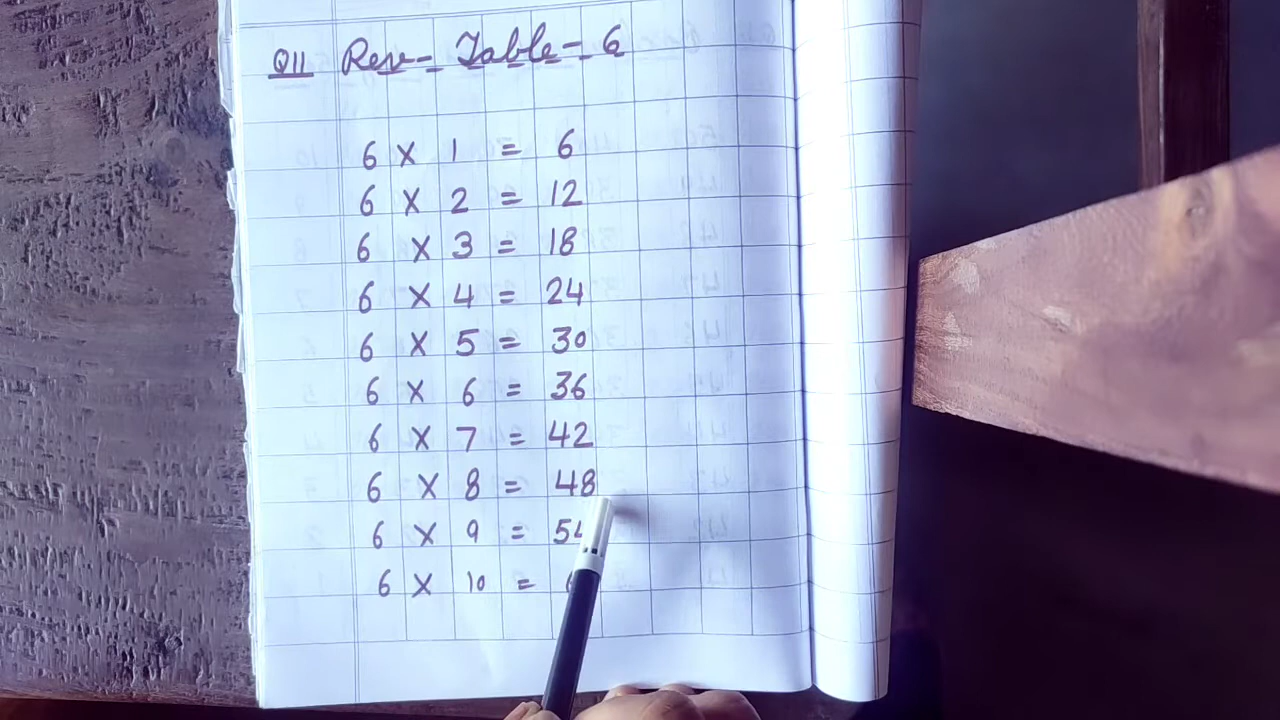 Q11 Rev- Table- 6
6 X 1 = 6
6 X 2 = 12
6 X 3 = 18
6 X 4 = 24
6 X 5 = 30
6 X 6 = 36
6 X 7 = 42
6 X 8 = 48
6 X 9 = 54
6 X 10 =